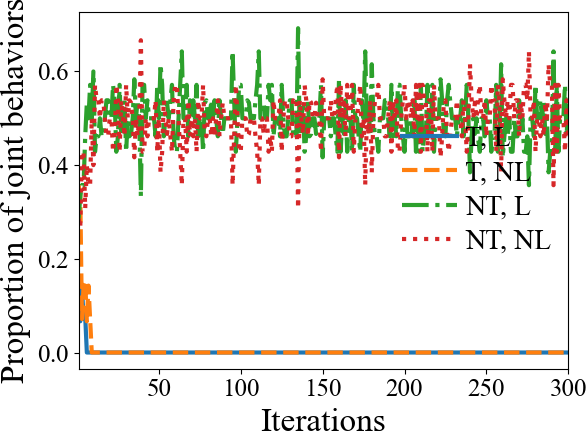 Proportion of joint behaviors
0.6
0.4
0.2
0.0
T, L
T, NL
NT, L
NT, NL
50 100 150 200 250 300
Iterations